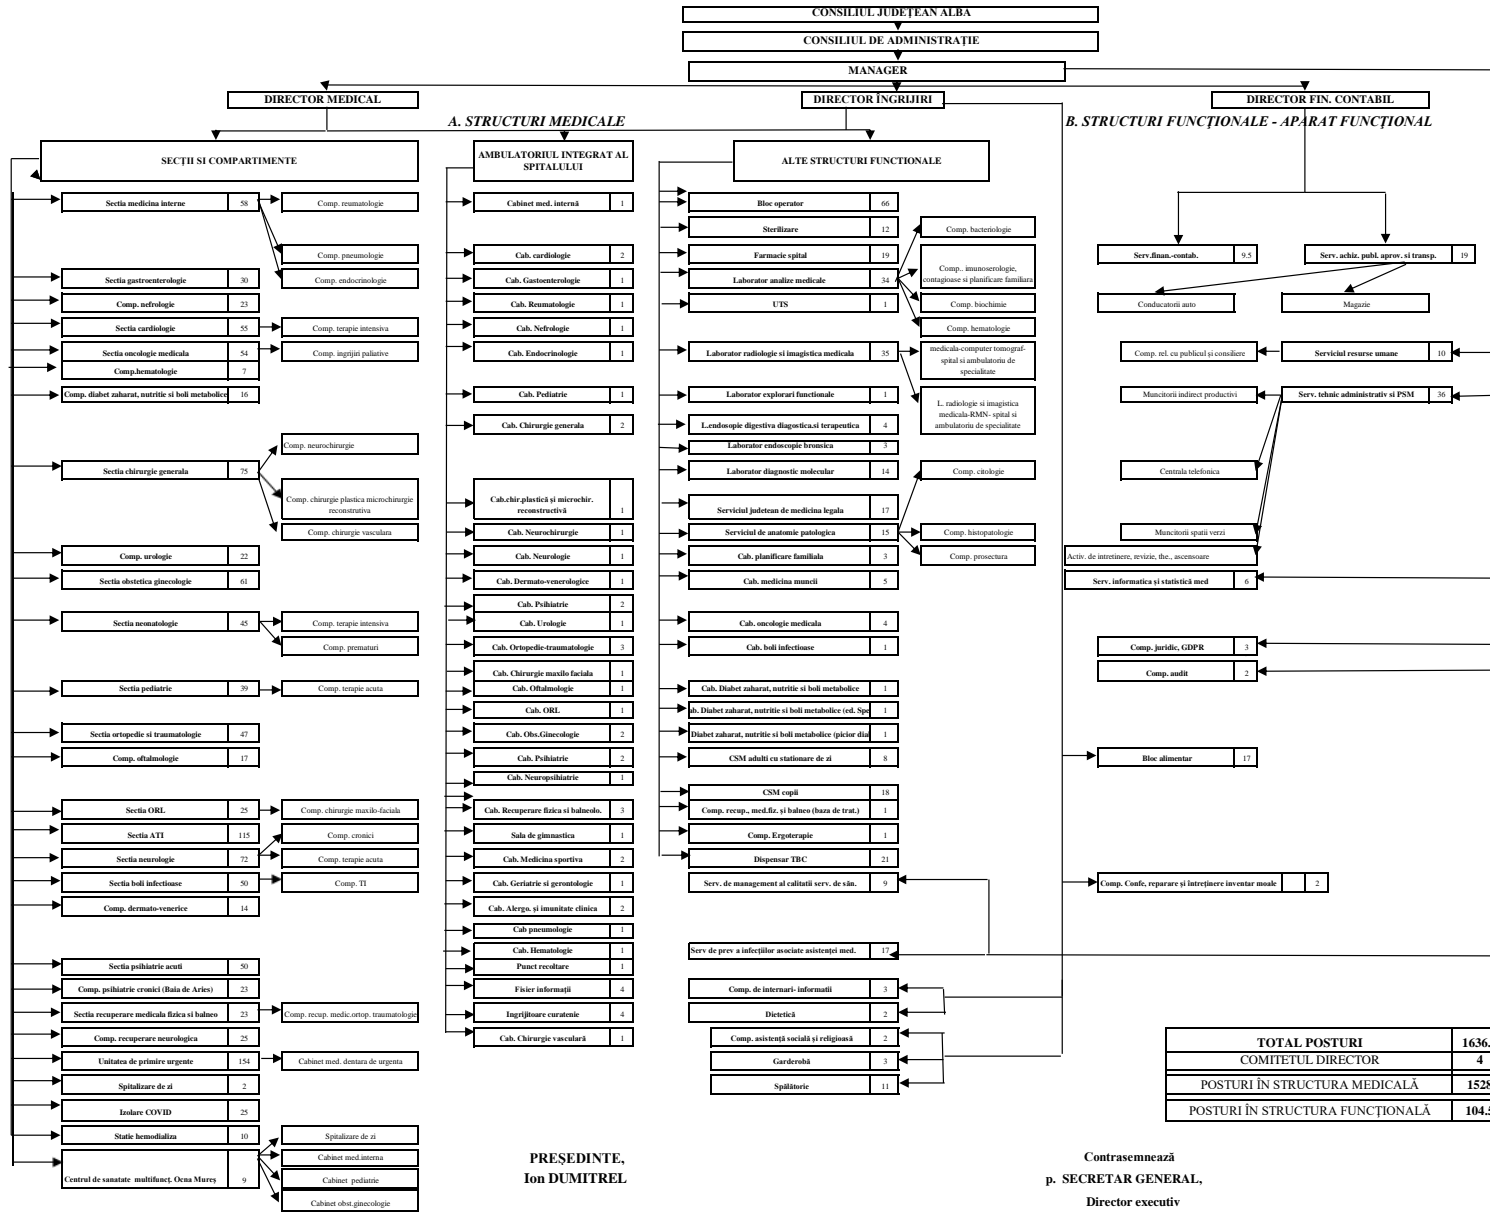 CONSILIUL JUDEȚEAN ALBA
CONSILIUL DE ADMINISTRAȚIE
MANAGER
DIRECTOR MEDICAL
DIRECTOR ÎNGRIJIRI
DIRECTOR FIN. CONTABIL
A. STRUCTURI MEDICALE
B. STRUCTURI FUNCȚIONALE - APARAT FUNCȚIONAL
SECȚII SI COMPARTIMENTE
Sectia medicina interne 58
Comp. reumatologie
Comp. pneumologie
Comp. endocrinologie
Sectia gastroenterologie 30
Comp. nefrologie 23
Sectia cardiologie 55
Comp. terapie intensiva
Sectia oncologie medicala 54
Comp. ingrijiri paliative
Comp.hematologie 7
Comp. diabet zaharat, nutritie si boli metabolice 16
Comp. neurochirurgie
Sectia chirurgie generala 75
Comp. chirurgie plastica microchirurgie
reconstrutiva
Comp. chirurgie vasculara
Comp. urologie 22
Sectia obstetica ginecologie 61
Sectia neonatologie 45
Comp. terapie intensiva
Comp. prematuri
Sectia pediatrie 39
Comp. terapie acuta
Sectia ortopedie si traumatologie 47
Comp. oftalmologie 17
Sectia ORL 25
Comp. chirurgie maxilo-faciala
Sectia ATI 115
Comp. cronici
Sectia neurologie 72
Comp. terapie acuta
Sectia boli infectioase 50
Comp. TI
Comp. dermato-venerice 14
Sectia psihiatrie acuti 50
Comp. psihiatrie cronici (Baia de Aries) 23
Sectia recuperare medicala fizica si balneo 23
Comp. recup. medic.ortop. traumatologie
Comp. recuperare neurologica 25
Unitatea de primire urgente 154
Cabinet med. dentara de urgenta
Spitalizare de zi 2
Izolare COVID 25
Statie hemodializa 10
Spitalizare de zi
Cabinet med.interna
Centrul de sanatate multifuncț. Ocna Mureș 9
Cabinet pediatrie
Cabinet obst.ginecologie
AMBULATORIUL INTEGRAT AL
SPITALULUI
Cabinet med. internă 1
Cab. cardiologie 2
Cab. Gastoenterologie 1
Cab. Reumatologie 1
Cab. Nefrologie 1
Cab. Endocrinologie 1
Cab. Pediatrie 1
Cab. Chirurgie generala 2
Cab.chir.plastică și microchir.
reconstructivă 1
Cab. Neurochirurgie 1
Cab. Neurologie 1
Cab. Dermato-venerologice 1
Cab. Psihiatrie 2
Cab. Urologie 1
Cab. Ortopedie-traumatologie 3
Cab. Chirurgie maxilo faciala 1
Cab. Oftalmologie 1
Cab. ORL 1
Cab. Obs.Ginecologie 2
Cab. Psihiatrie 2
Cab. Neuropsihiatrie 1
Cab. Recuperare fizica si balneolo. 3
Sala de gimnastica 1
Cab. Medicina sportiva 2
Cab. Geriatrie si gerontologie 1
Cab. Alergo. și imunitate clinica 2
Cab pneumologie 1
Cab. Hematologie 1
Punct recoltare 1
Fisier informații 4
Ingrijitoare curatenie 4
Cab. Chirurgie vasculară 1
ALTE STRUCTURI FUNCTIONALE
Bloc operator 66
Sterilizare 12
Comp. bacteriologie
Farmacie spital 19
Comp.. imunoserologie,
contagioase si planificare familiara
Laborator analize medicale 34
UTS 1
Comp. biochimie
Comp. hematologie
Laborator radiologie si imagistica medicala 35
medicala-computer tomograf-
spital si ambulatoriu de
specialitate
Laborator explorari functionale 1
L. radiologie si imagistica
medicala-RMN- spital si
ambulatoriu de specialitate
L.endosopie digestiva diagostica.si terapeutica 4
Laborator endoscopie bronsica 3
Laborator diagnostic molecular 14
Comp. citologie
Serviciul judetean de medicina legala 17
Serviciul de anatomie patologica 15
Comp. histopatologie
Cab. planificare familiala 3
Comp. prosectura
Cab. medicina muncii 5
Cab. oncologie medicala 4
Cab. boli infectioase 1
Cab. Diabet zaharat, nutritie si boli metabolice 1
ab. Diabet zaharat, nutritie si boli metabolice (ed. Spe 1
Diabet zaharat, nutritie si boli metabolice (picior dia 1
CSM adulti cu stationare de zi 8
CSM copii 18
Comp. recup., med.fiz. și balneo (baza de trat.) 1
Comp. Ergoterapie 1
Dispensar TBC 21
Serv. de management al calitatii serv. de săn. 9
Serv de prev a infecțiilor asociate asistenței med. 17
Comp. de internari- informatii 3
Dietetică 2
Comp. asistență socială și religioasă 2
Garderobă 3
Spălătorie 11
Serv.finan.-contab. 9.5
Serv. achiz. publ. aprov. si transp. 19
Conducatorii auto
Magazie
Comp. rel. cu publicul și consiliere
Serviciul resurse umane 10
Muncitorii indirect productivi
Serv. tehnic administrativ si PSM 36
Centrala telefonica
Muncitorii spatii verzi
Activ. de intretinere, revizie, the., ascensoare
Serv. informatica și statistică med 6
Comp. juridic, GDPR 3
Comp. audit 2
Bloc alimentar 17
Comp. Confe, reparare și întreținere inventar moale 2
TOTAL POSTURI 1636.
COMITETUL DIRECTOR 4
POSTURI ÎN STRUCTURA MEDICALĂ 1528
POSTURI ÎN STRUCTURA FUNCȚIONALĂ 104.5
PREȘEDINTE,
Ion DUMITREL
Contrasemnează
p. SECRETAR GENERAL,
Director executiv